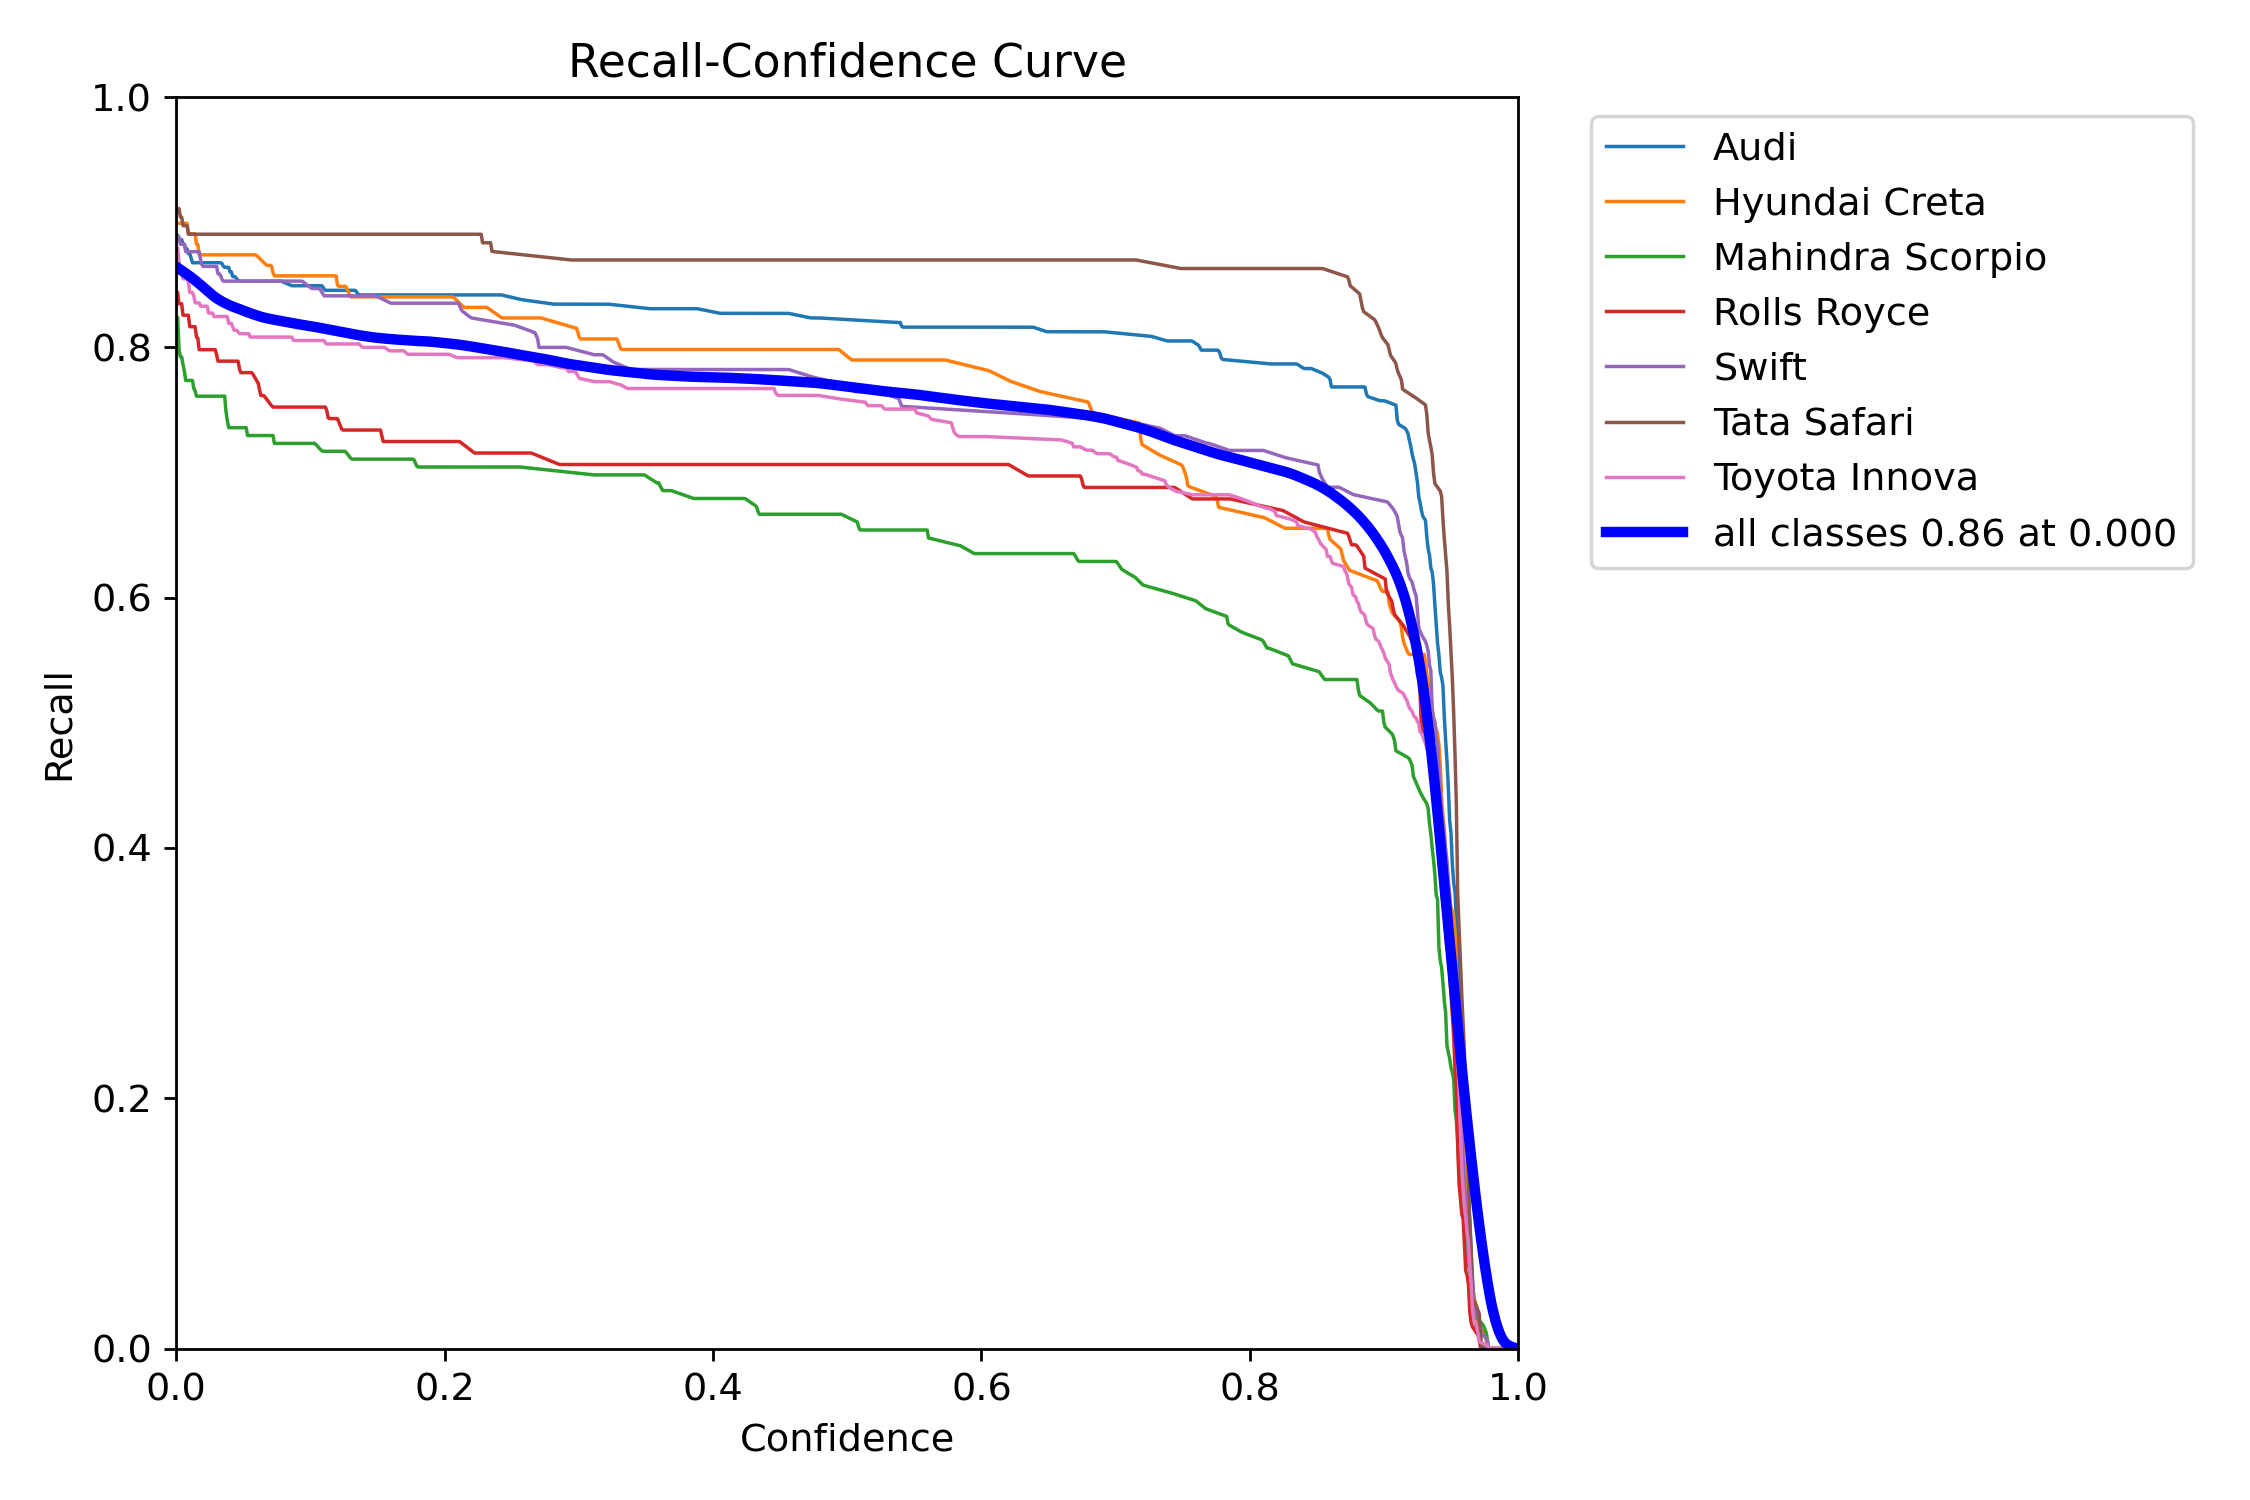 Recall-Confidence Curve
1.0
0.8
0.6
0.4
0.2
0.0
Recall
0.0 0.2 0.4 0.6 0.8 1.0
Confidence
Audi
Hyundai Creta
Mahindra Scorpio
Rolls Royce
Swift
Tata Safari
Toyota Innova
all classes 0.86 at 0.000